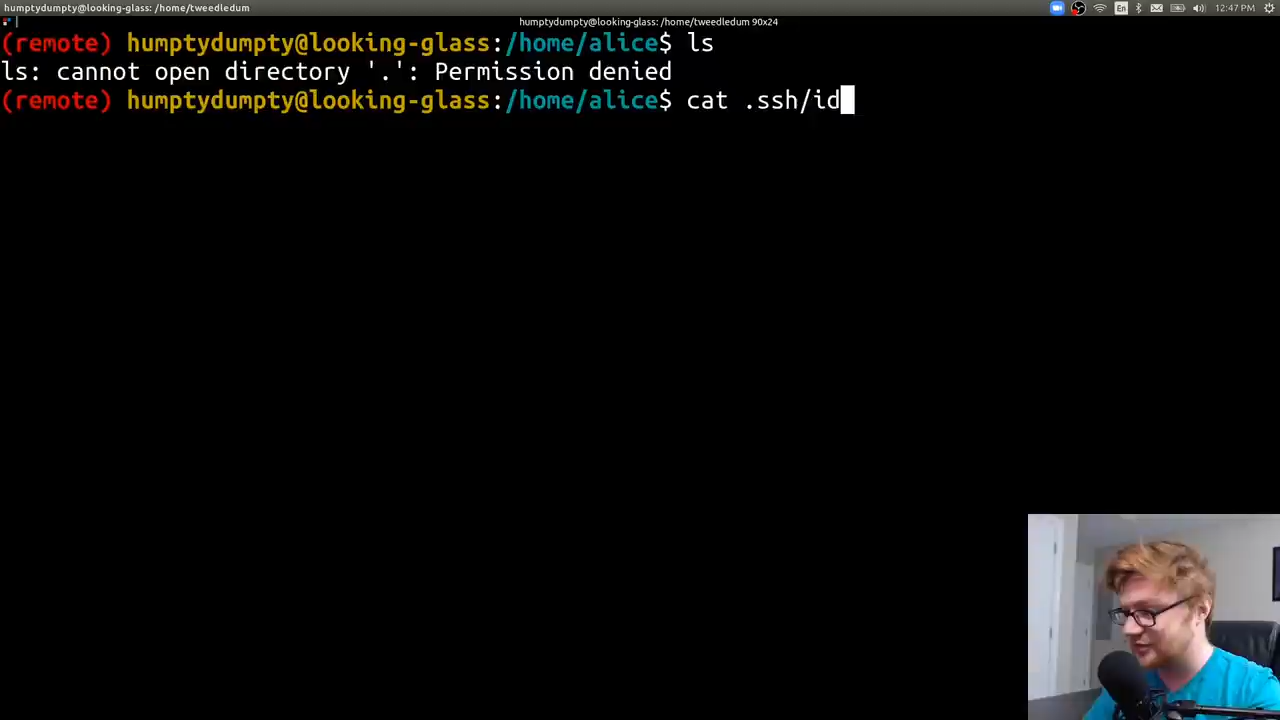 humptydumpty@looking-glass: /home/tweedledum
En
12:47 PM
humptydumpty@looking-glass: /home/tweedledum 90x24
(remote) humptydumpty@looking-glass:/home/alice$ ls
ls: cannot open directory '.': Permission denied
(remote) humptydumpty@looking-glass:/home/alice$ cat .ssh/id